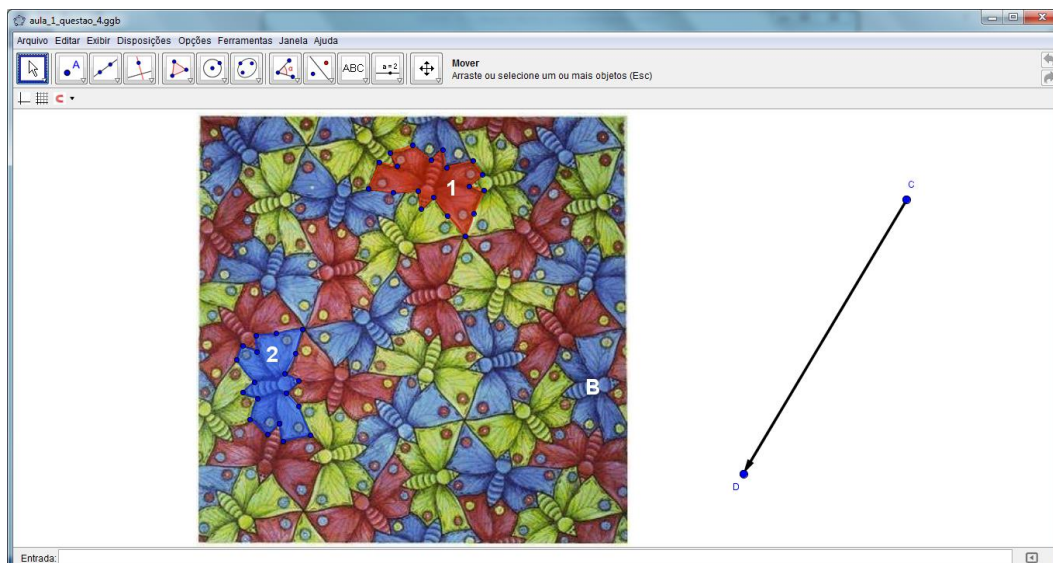 aula_1_questao_4.ggb
Arquivo Editar Exibir Disposições Opções Ferramentas Janela Ajuda
A
α
ABC
a = 2
Mover
Arraste ou selecione um ou mais objetos (Esc)
1
C
2
B
D
Entrada: